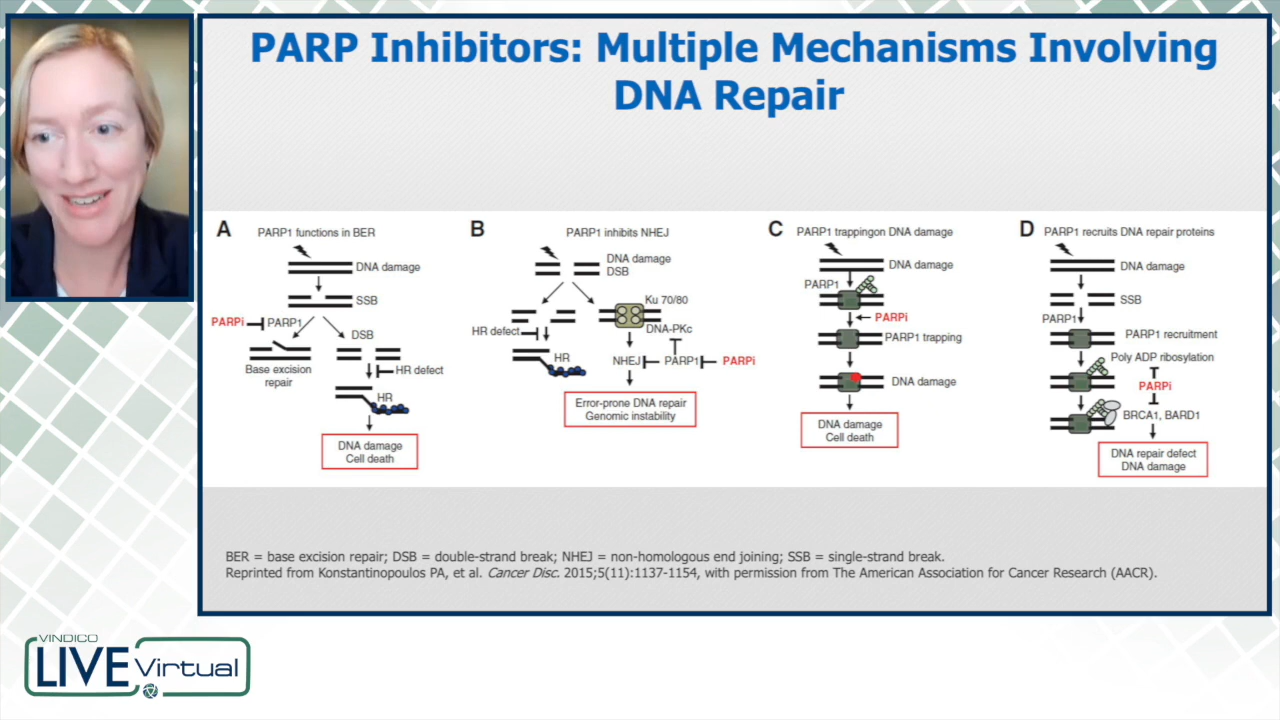 PARP Inhibitors: Multiple Mechanisms Involving
DNA Repair
A
PARP1 functions in BER
DNA damage
SSB
PARPi
PARP1
DSB
Base excision
repair
HR defect
HR
DNA damage
Cell death
B
PARP1 inhibits NHEJ
DNA damage
DSB
Ku 70/80
HR defect
DNA-PKc
HR
NHEJ
PARP1
PARPi
Error-prone DNA repair
Genomic instability
C
PARP1 trappingon DNA damage
DNA damage
PARP1
PARPi
PARP1 trapping
DNA damage
DNA damage
Cell death
D
PARP1 recruits DNA repair proteins
DNA damage
SSB
PARP1
PARP1 recruitment
Poly ADP ribosylation
PARPi
BRCA1, BARD1
DNA repair defect
DNA damage
BER = base excision repair; DSB = double-strand break; NHEJ = non-homologous end joining; SSB = single-strand break.
Reprinted from Konstantinopoulos PA, et al. Cancer Disc. 2015;5(11):1137-1154, with permission from The American Association for Cancer Research (AACR).
VINDICO
LIVE Virtual